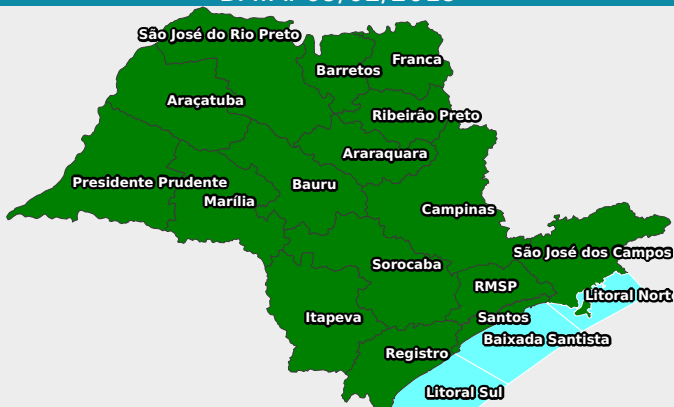 São José do Rio Preto
Franca
Barretos
Araçatuba
Ribeirão Preto
Araraquara
Presidente Prudente
Bauru
Marília
Campinas
São José dos Campos
Sorocaba
RMSP
Litoral Nort
Itapeva
Santos
Baixada Santista
Registro
Litoral Sul